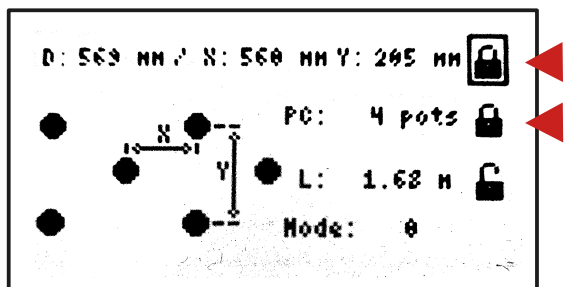 D: 569 mm / X: 560 mm Y: 205 mm
PC: 4 pots
X
Y
L: 1.68 m
Mode: 0